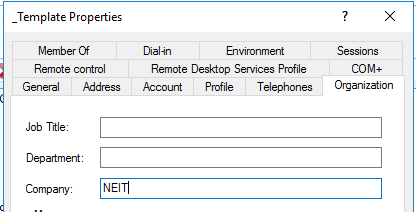 _Template Properties
?
Member Of Dial-in Environment Sessions
Remote control Remote Desktop Services Profile COM+
General Address Account Profile Telephones Organization
Job Title:
Department:
Company: NEIT